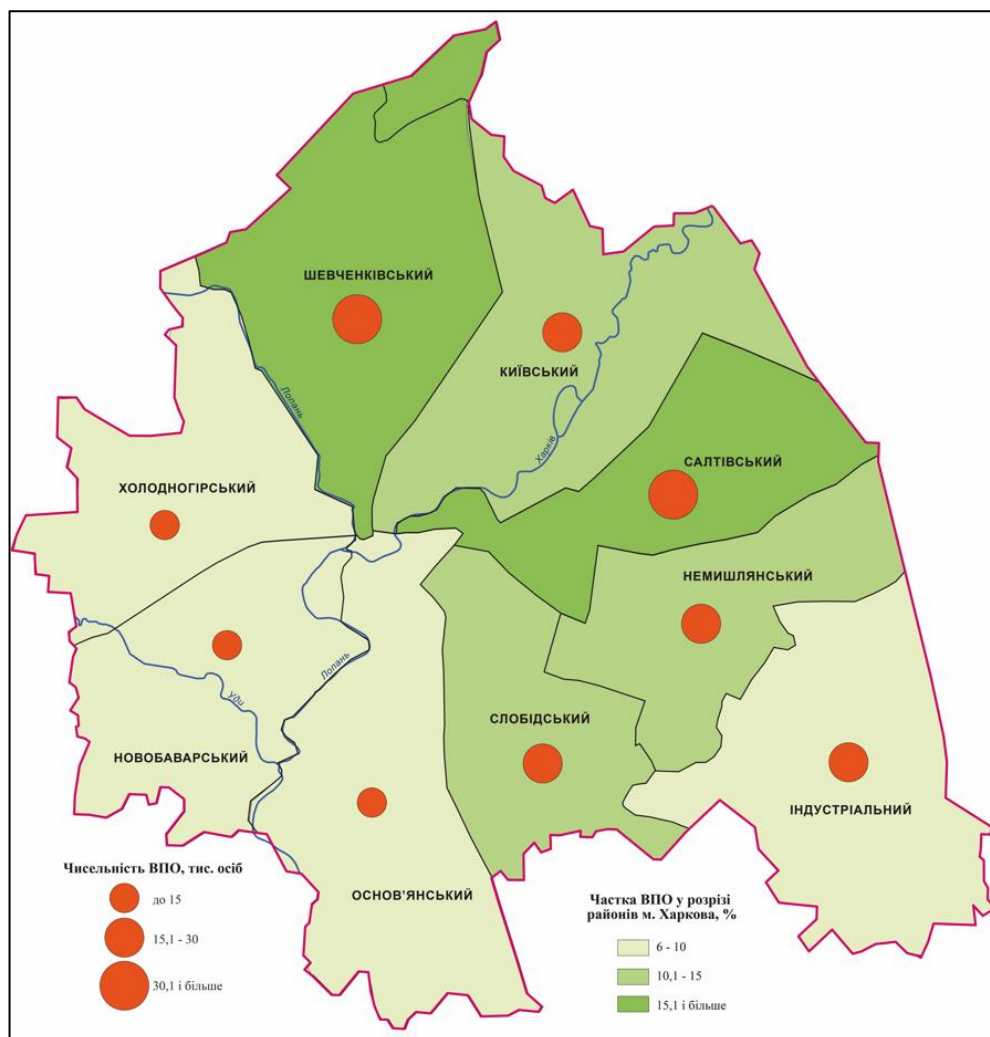 ШЕВЧЕНКІВСЬКИЙ
КИЇВСЬКИЙ
Лопань
Харків
САЛТІВСЬКИЙ
ХОЛОДНОГІРСЬКИЙ
НЕМИШЛЯНСЬКИЙ
Лопань
Уди
СЛОБІДСЬКИЙ
НОВОБАВАРСЬКИЙ
ІНДУСТРІАЛЬНИЙ
ОСНОВ'ЯНСЬКИЙ
Чисельність ВПО, тис. осіб
до 15
15,1 - 30
30,1 і більше
Частка ВПО у розрізі
районів м. Харкова, %
6 - 10
10,1 - 15
15,1 і більше